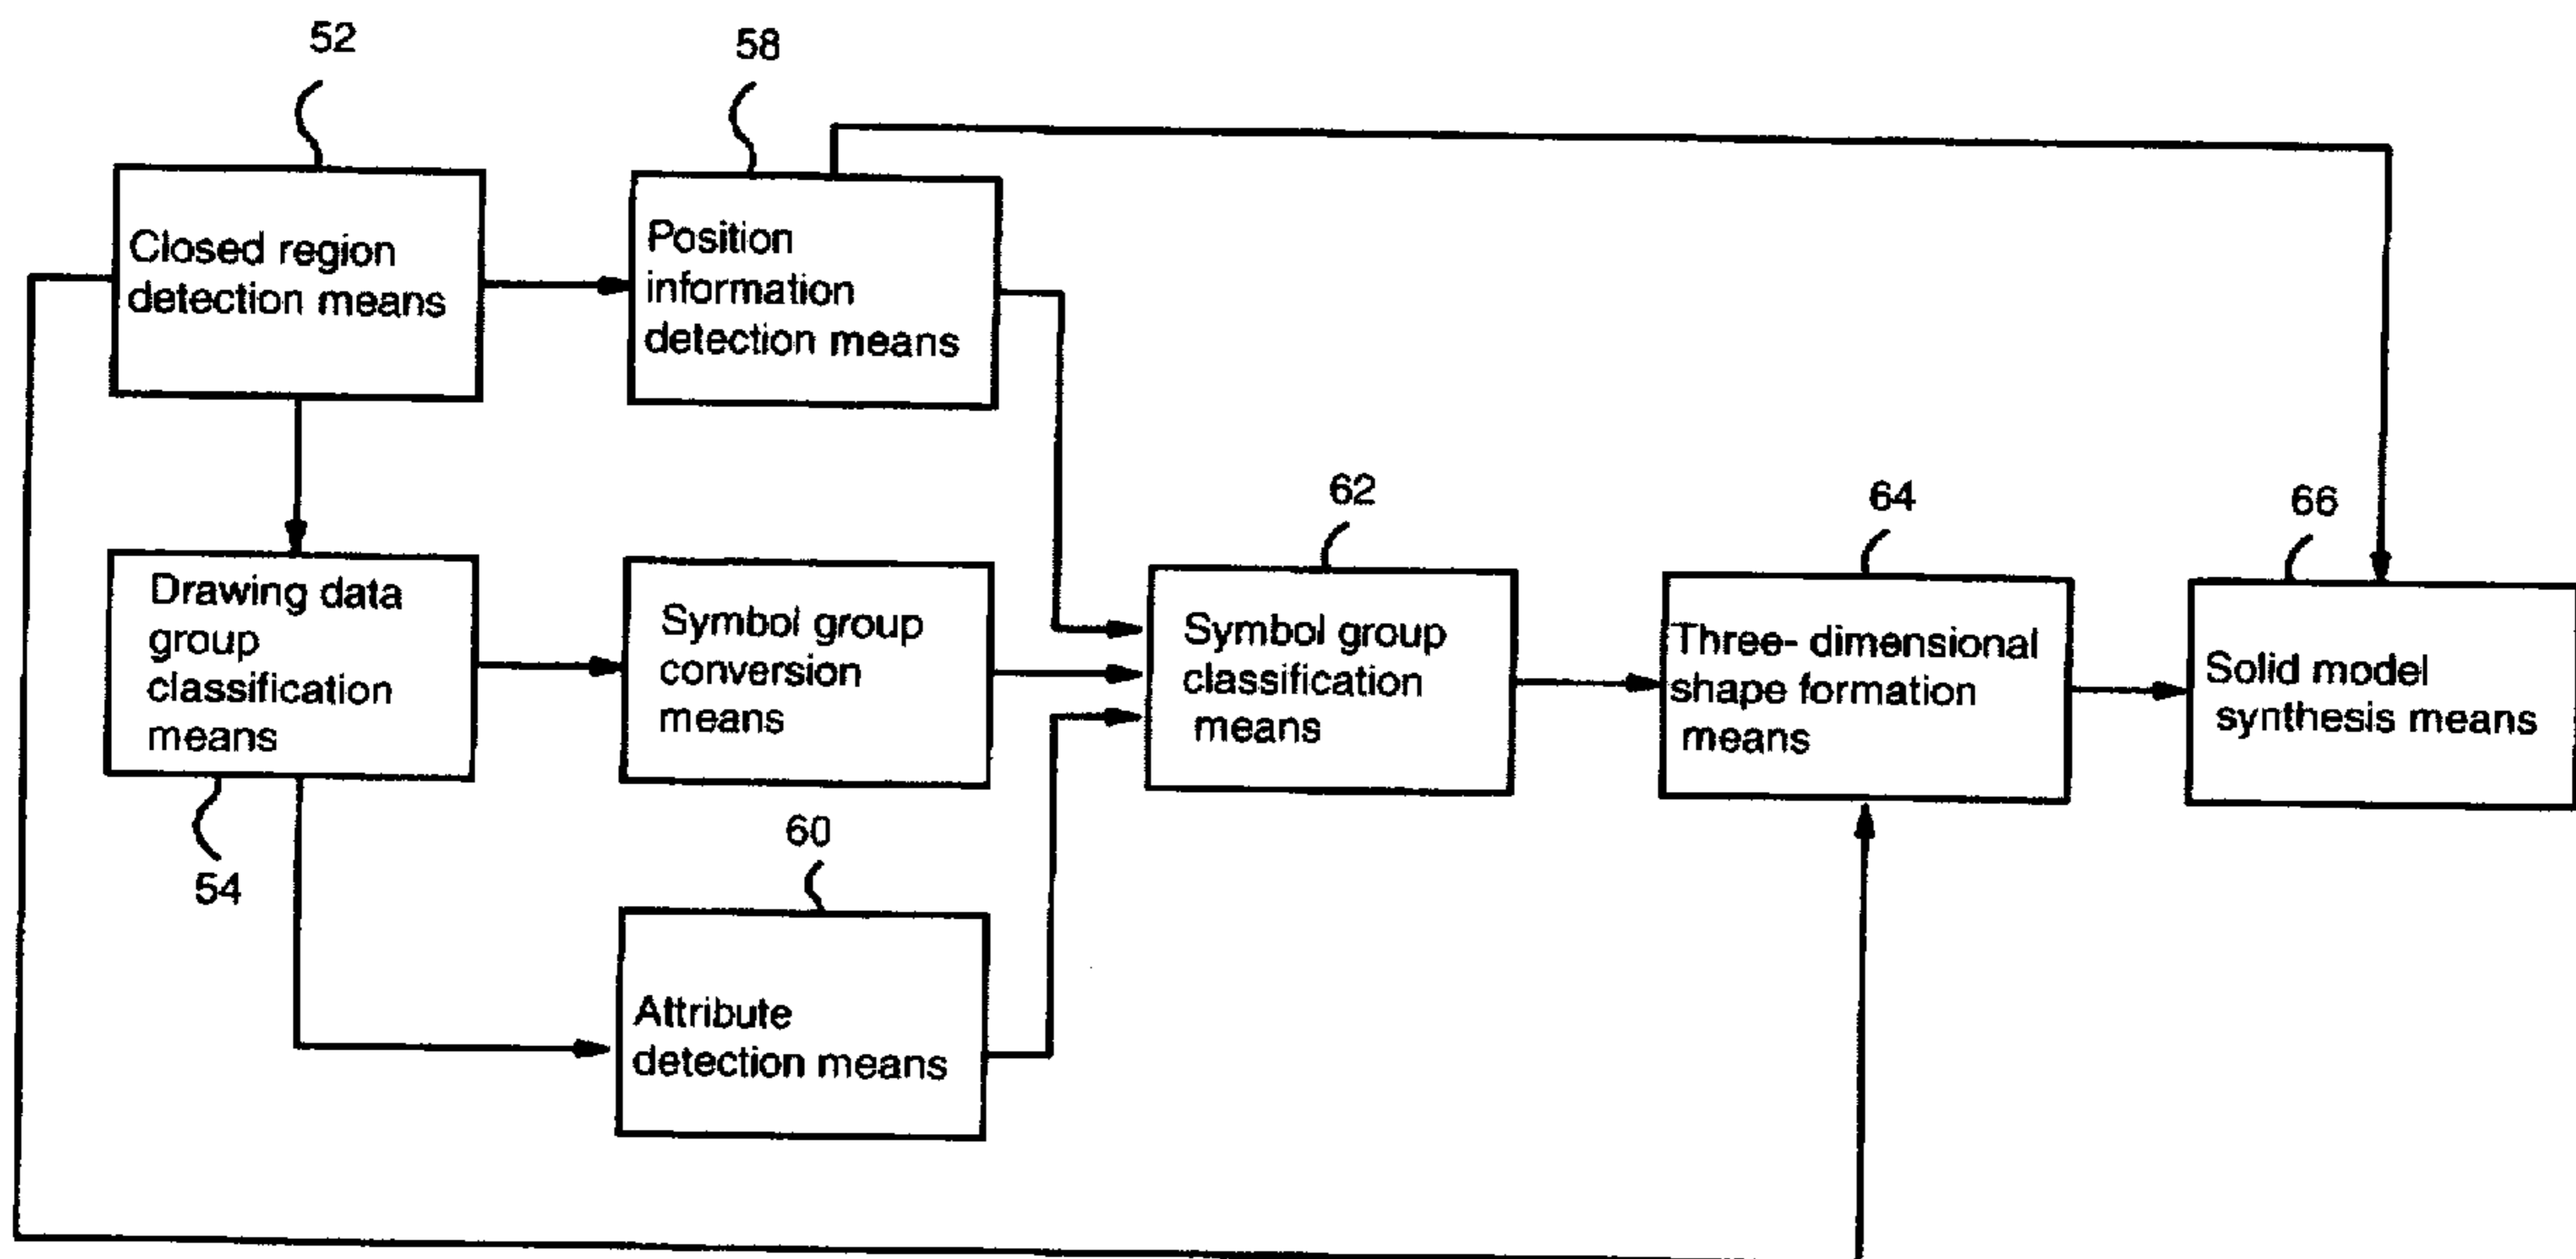 52
58
Closed region
detection means
Position
information
detection means
62
64
66
Drawing data
group
classification
means
Symbol group
conversion
means
Symbol group
classification
means
Three- dimensional
shape formation
means
Solid model
synthesis means
54
60
Attribute
detection means